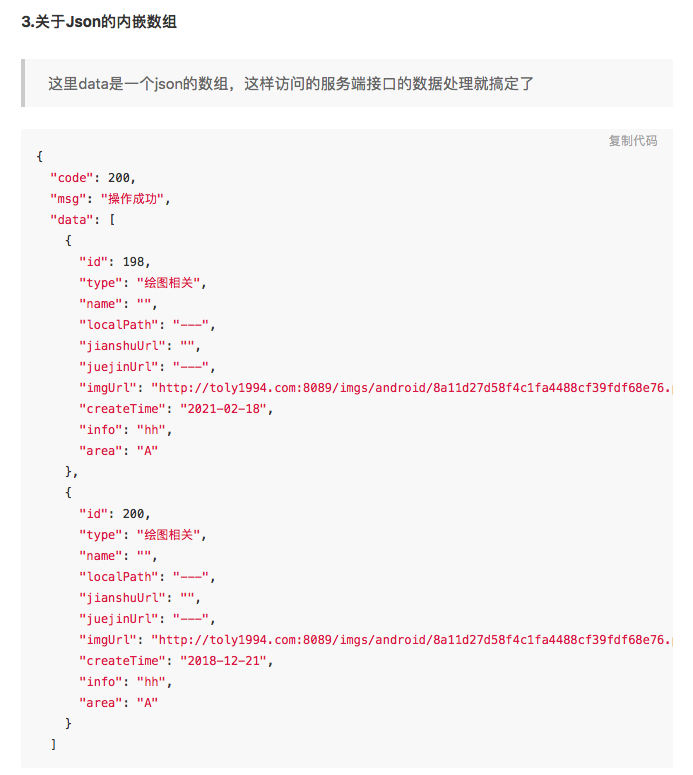 3.关于Json的内嵌数组
这里data是一个json的数组，这样访问的服务端接口的数据处理就搞定了
复制代码
{
  "code": 200,
  "msg": "操作成功",
  "data": [
    {
      "id": 198,
      "type": "绘图相关",
      "name": "",
      "localPath": "---",
      "jianshuUrl": "",
      "juejinUrl": "---",
      "imgUrl": "http://toly1994.com:8089/imgs/android/8a11d27d58f4c1fa4488cf39fdf68e76.
      "createTime": "2021-02-18",
      "info": "hh",
      "area": "A"
    },
    {
      "id": 200,
      "type": "绘图相关",
      "name": "",
      "localPath": "---",
      "jianshuUrl": "",
      "juejinUrl": "---",
      "imgUrl": "http://toly1994.com:8089/imgs/android/8a11d27d58f4c1fa4488cf39fdf68e76.
      "createTime": "2018-12-21",
      "info": "hh",
      "area": "A"
    }
  ]